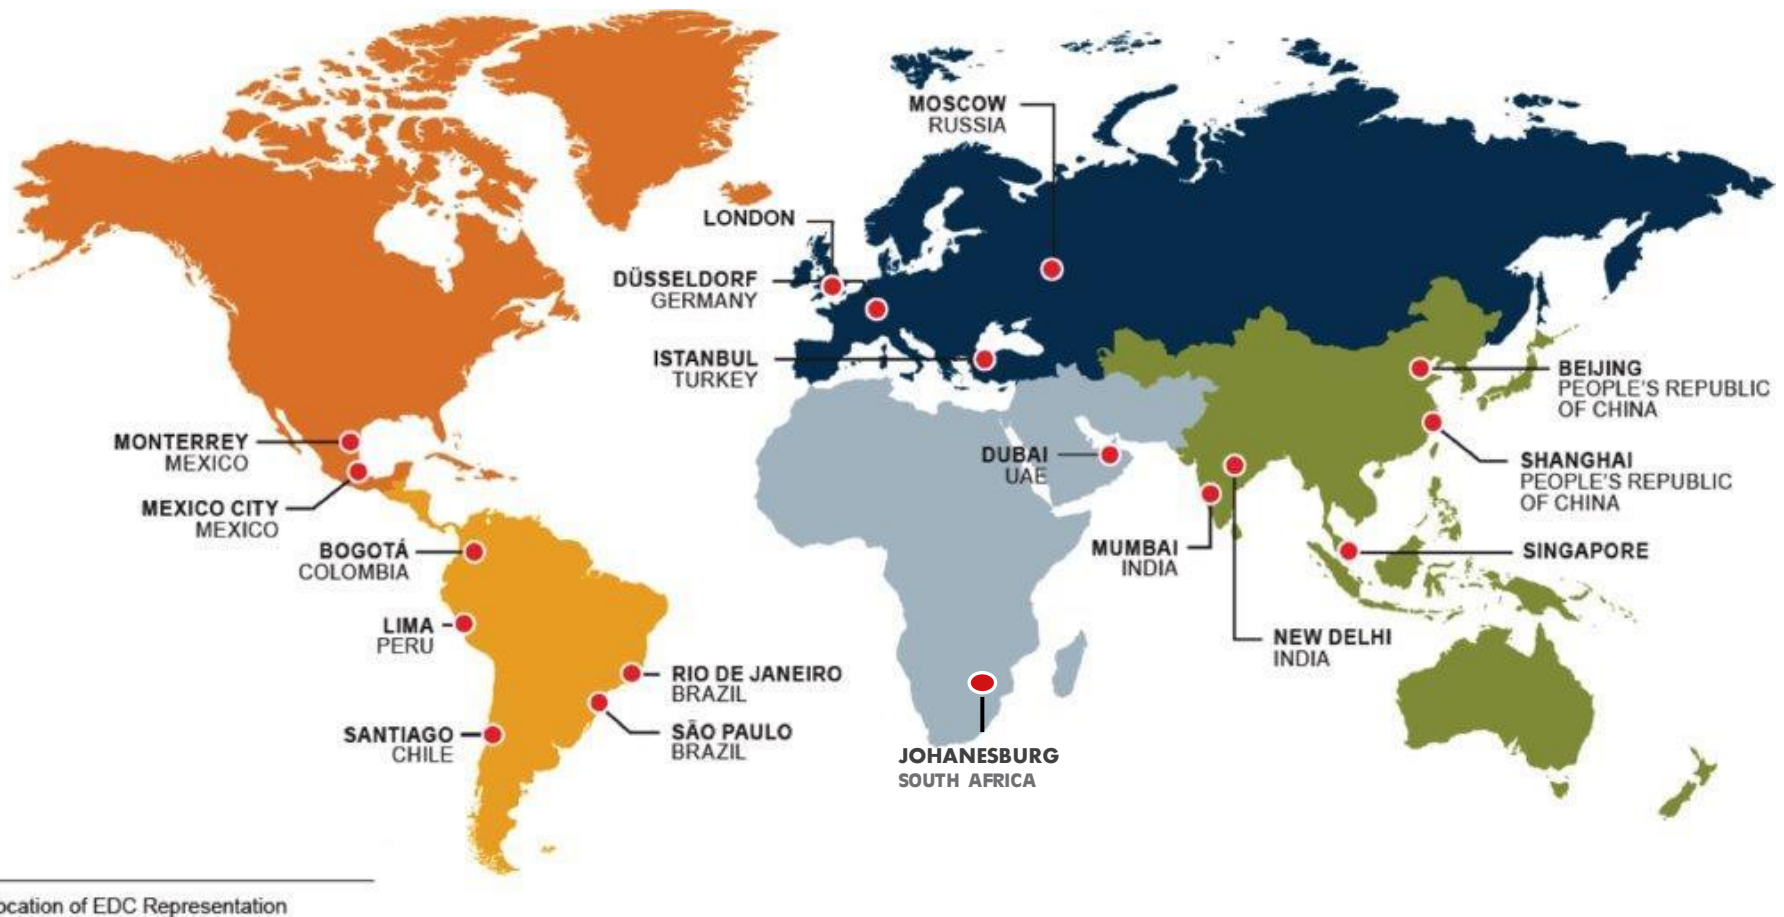 MOSCOW
RUSSIA
LONDON
DÜSSELDORF
GERMANY
ISTANBUL
TURKEY
BEIJING
PEOPLE'S REPUBLIC
OF CHINA
MONTERREY
MEXICO
DUBAI
UAE
SHANGHAI
PEOPLE'S REPUBLIC
OF CHINA
MEXICO CITY
MEXICO
BOGOTÁ
COLOMBIA
MUMBAI
INDIA
SINGAPORE
LIMA
PERU
NEW DELHI
INDIA
RIO DE JANEIRO
BRAZIL
SANTIAGO
CHILE
SÃO PAULO
BRAZIL
JOHANESBURG
SOUTH AFRICA
ocation of EDC Representation